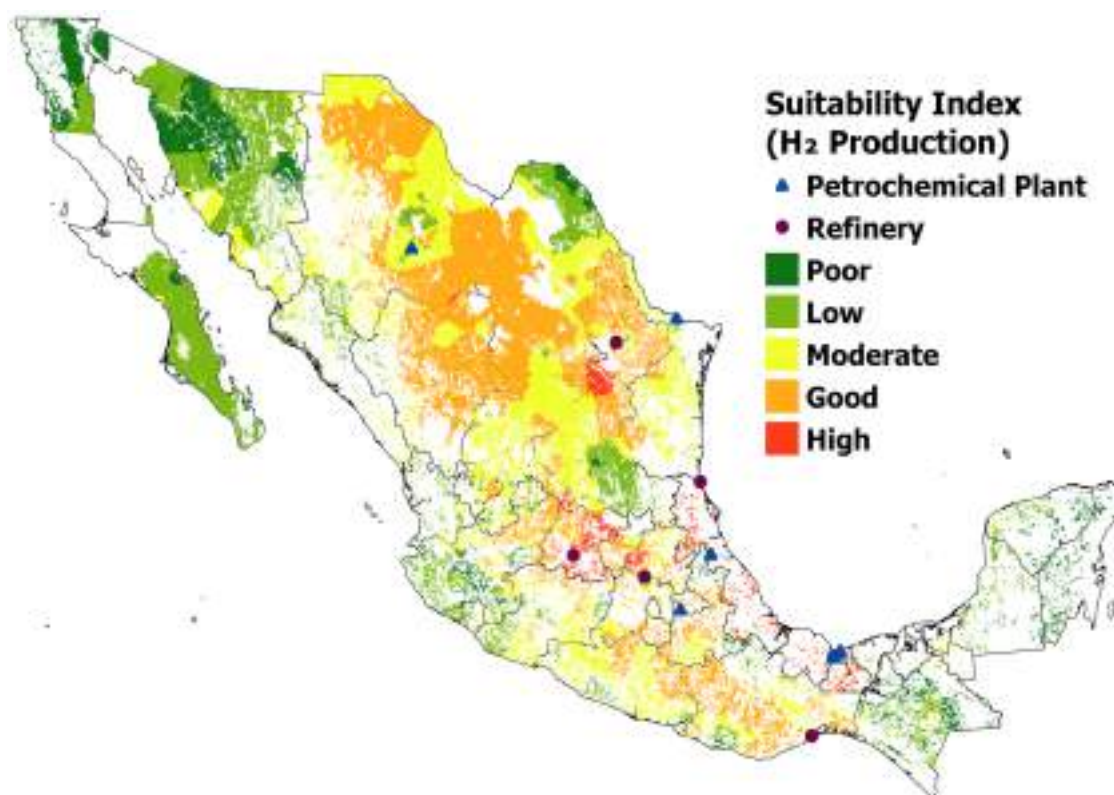 Suitability Index
(H₂ Production)
Petrochemical Plant
Refinery
Poor
Low
Moderate
Good
High